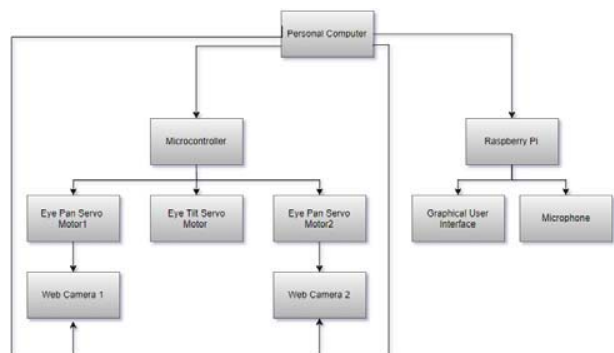 Personal Computer
Microcontroller
Raspberry Pi
Eye Pan Servo
Motor1
Eye Tilt Servo
Motor
Eye Pan Servo
Motor2
Graphical User
Interface
Microphone
Web Camera 1
Web Camera 2